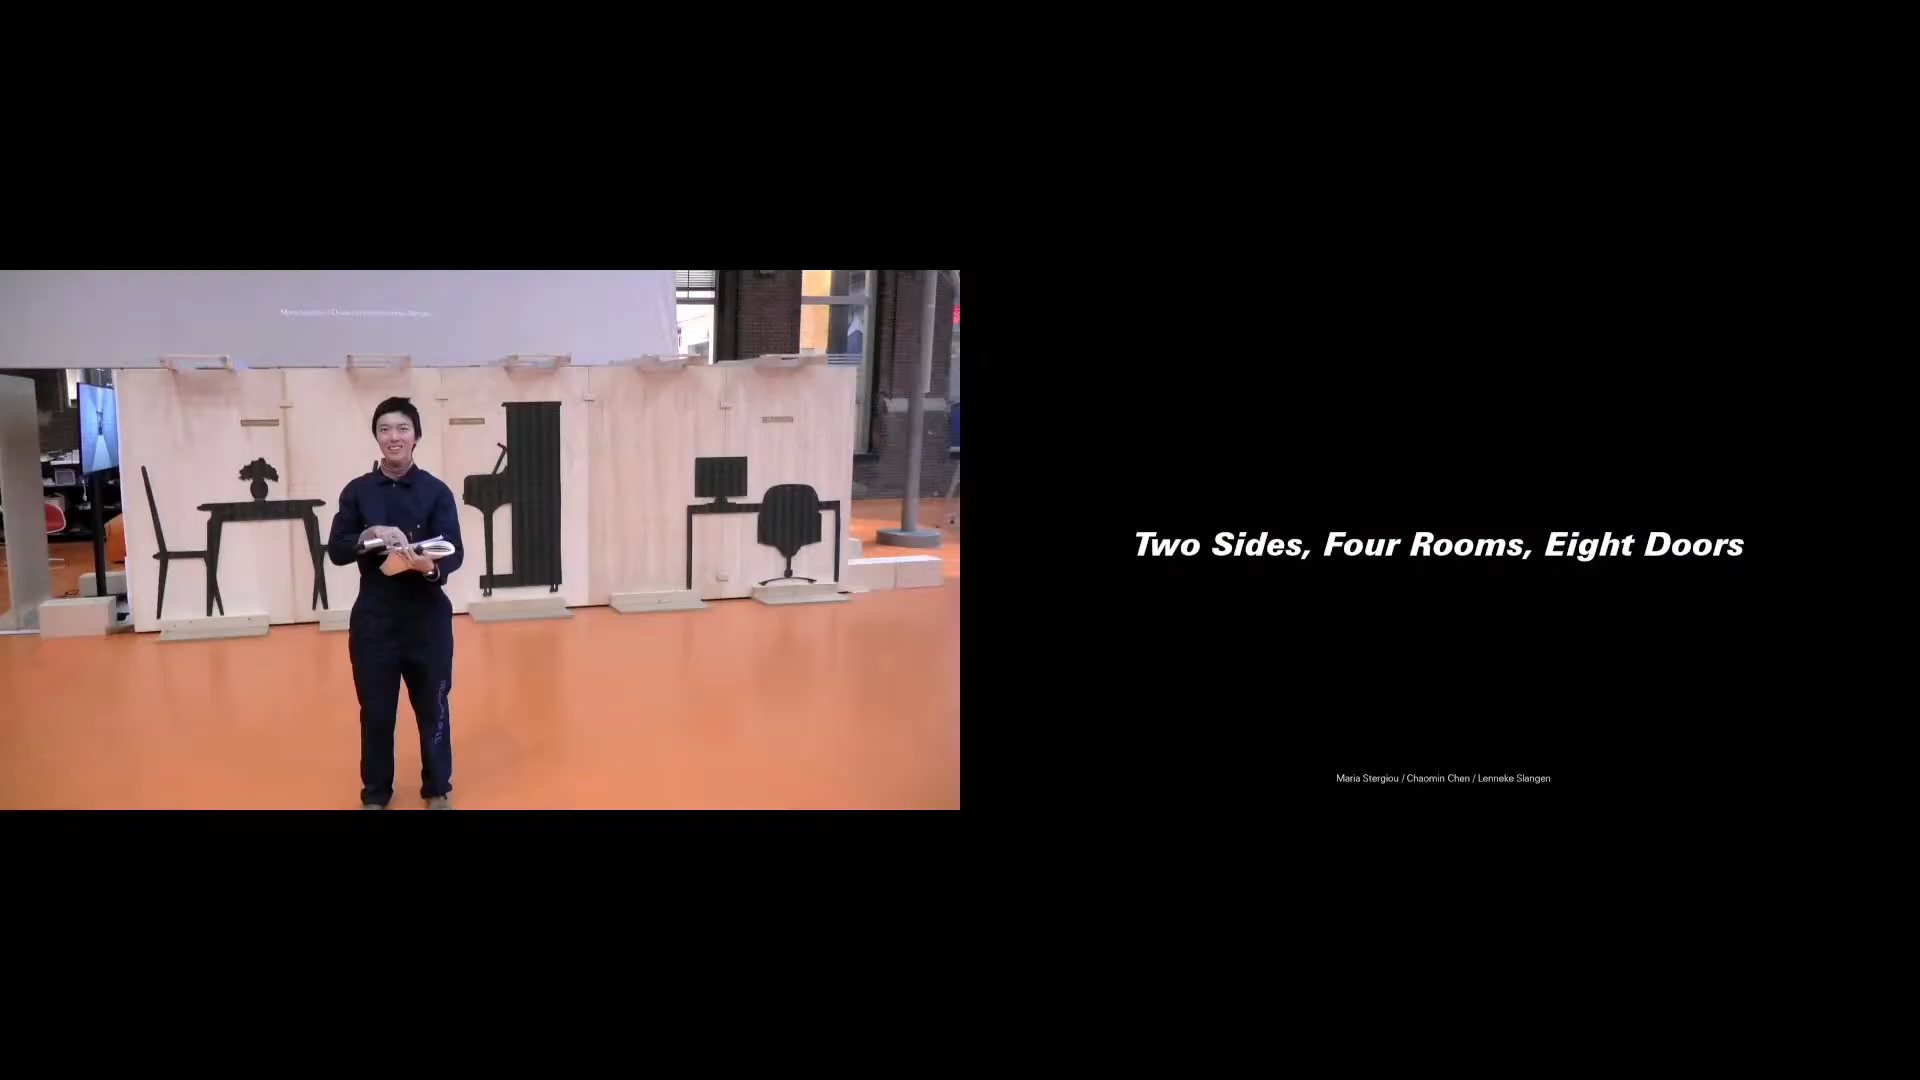 Two Sides, Four Rooms, Eight Doors
Maria Stergiou / Chaomin Chen / Lenneke Slangen